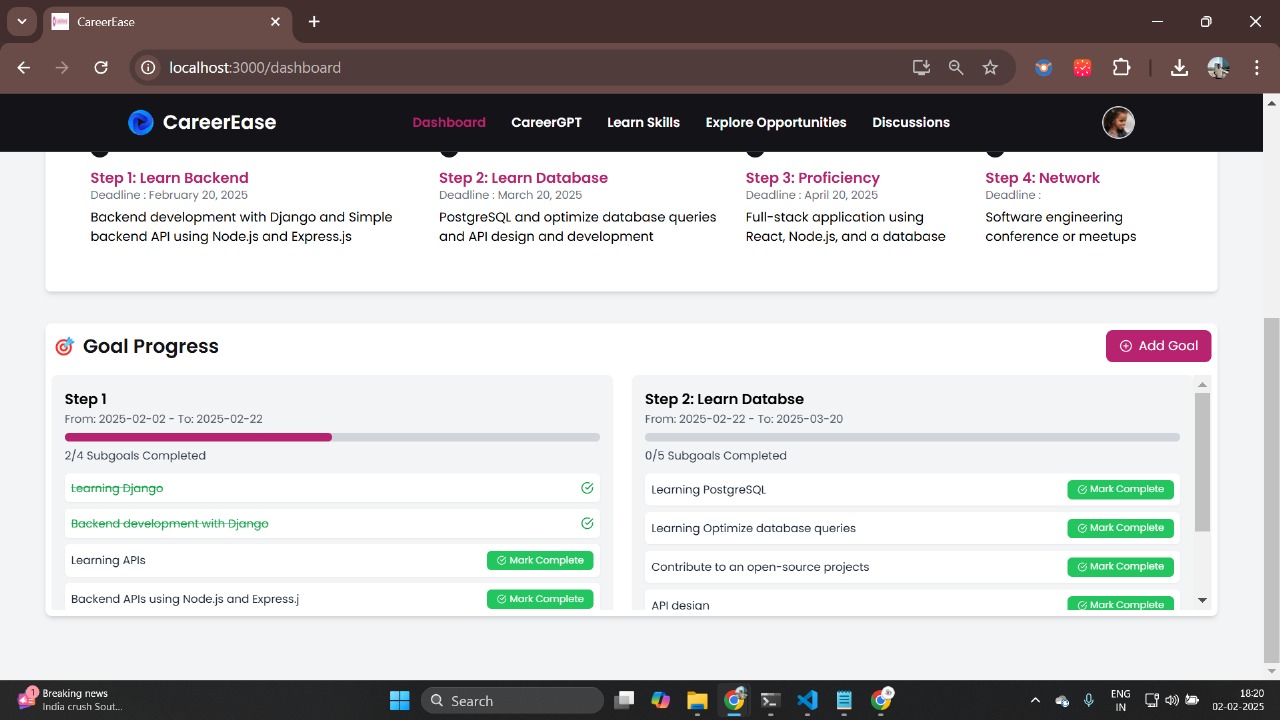 CareerEase
localhost:3000/dashboard
CareerEase
Dashboard
CareerGPT
Learn Skills
Explore Opportunities
Discussions
Step 1: Learn Backend
Deadline : February 20, 2025
Backend development with Django and Simple
backend API using Node.js and Express.js
Step 2: Learn Database
Deadline : March 20, 2025
PostgreSQL and optimize database queries
and API design and development
Step 3: Proficiency
Deadline : April 20, 2025
Full-stack application using
React, Node.js, and a database
Step 4: Network
Deadline :
Software engineering
conference or meetups
Goal Progress
Add Goal
Step 1
From: 2025-02-02 - To: 2025-02-22
2/4 Subgoals Completed
Learning Django
Backend development with Django
Learning APIs
Mark Complete
Backend APIs using Node.js and Express.j
Mark Complete
Step 2: Learn Databse
From: 2025-02-22 - To: 2025-03-20
0/5 Subgoals Completed
Learning PostgreSQL
Mark Complete
Learning Optimize database queries
Mark Complete
Contribute to an open-source projects
Mark Complete
API design
Mark Complete
1
Breaking news
India crush Sout...
Search
ENG
IN
18:20
02-02-2025